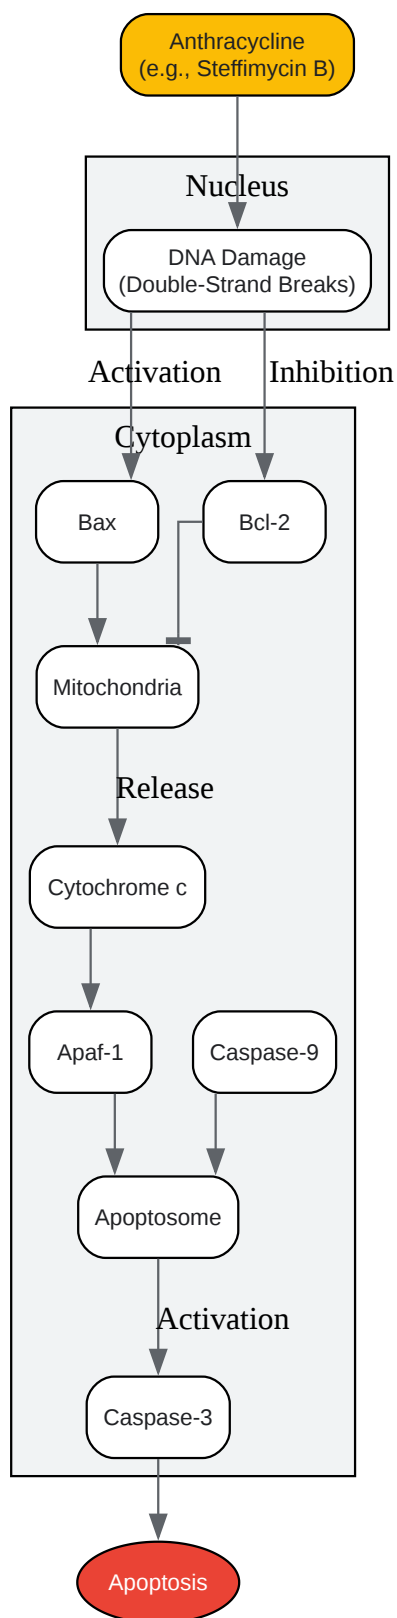 Anthracycline
(e.g., Steffimycin B)
Nucleus
DNA Damage
(Double-Strand Breaks)
Activation
Inhibition
Cytoplasm
Bax
Bcl-2
Mitochondria
Release
Cytochrome c
Apaf-1
Caspase-9
Apoptosome
Activation
Caspase-3
Apoptosis